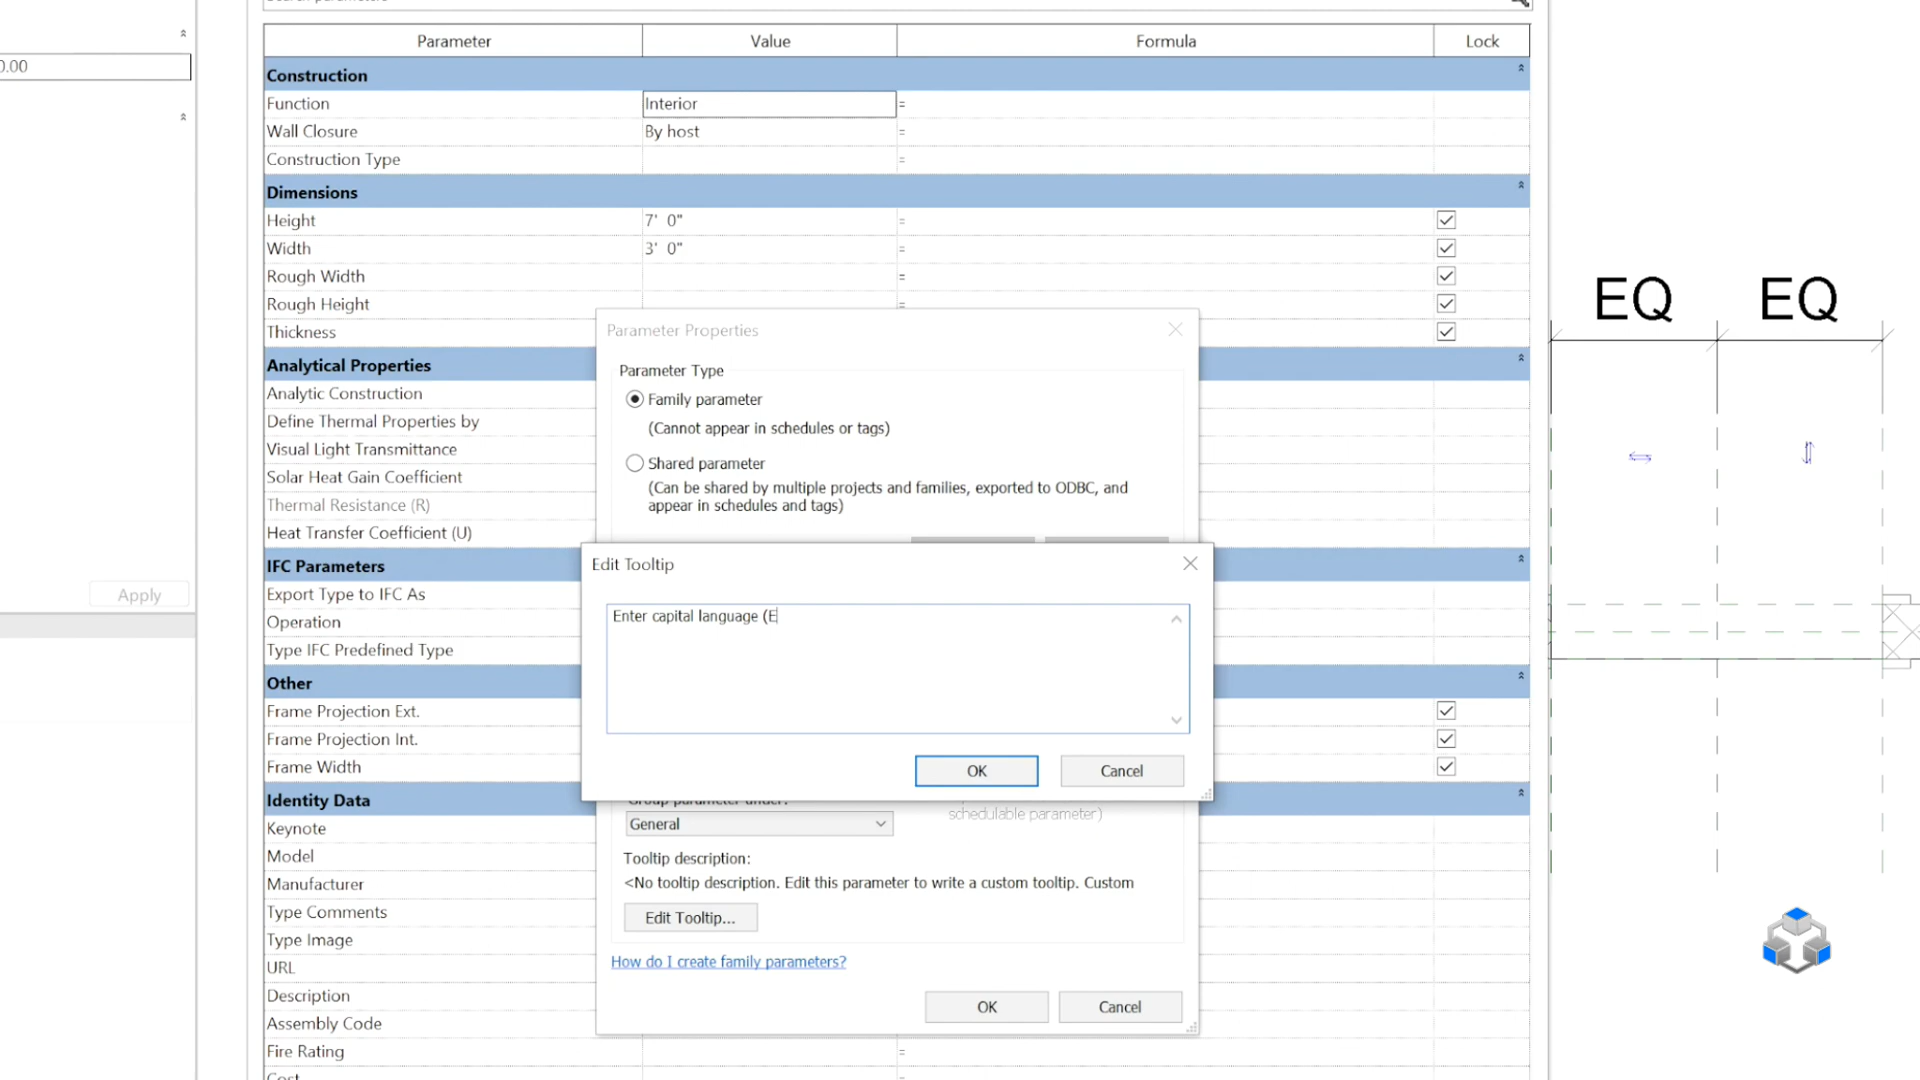 0.00
Apply
Parameter Value Formula Lock
Construction
Function Interior =
Wall Closure By host =
Construction Type =
Dimensions
Height 7' 0" =
Width 3' 0" =
Rough Width =
Rough Height =
Thickness
Analytical Properties
Analytic Construction
Define Thermal Properties by
Visual Light Transmittance
Solar Heat Gain Coefficient
Thermal Resistance (R)
Heat Transfer Coefficient (U)
IFC Parameters
Export Type to IFC As
Operation
Type IFC Predefined Type
Other
Frame Projection Ext.
Frame Projection Int.
Frame Width
Identity Data
Keynote
Model
Manufacturer
Type Comments
Type Image
URL
Description
Assembly Code
Fire Rating =
Cost
Parameter Properties
Parameter Type
Family parameter
(Cannot appear in schedules or tags)
Shared parameter
(Can be shared by multiple projects and families, exported to ODBC, and
appear in schedules and tags)
Edit Tooltip
Enter capital language (E
OK Cancel
Group parameter under:
General
schedulable parameter)
Tooltip description:
<No tooltip description. Edit this parameter to write a custom tooltip. Custom
Edit Tooltip...
How do I create family parameters?
OK Cancel
EQ EQ